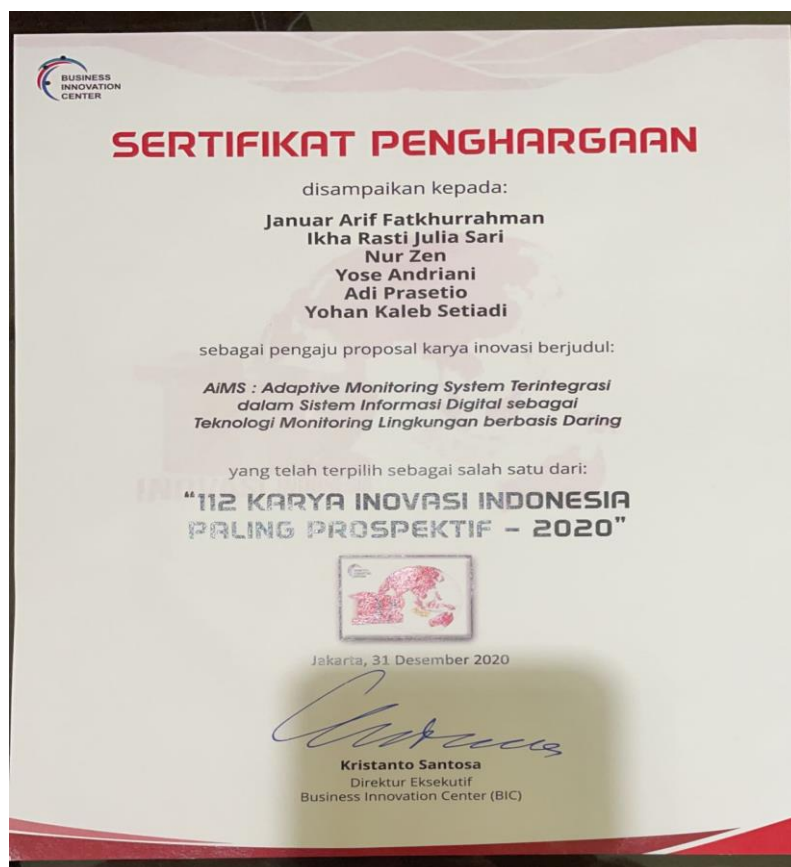 BUSINESS
INNOVATION
CENTER
SERTIFIKAT PENGHARGAAN
disampaikan kepada:
Januar Arif Fatkhurrahman
Ikha Rasti Julia Sari
Nur Zen
Yose Andriani
Adi Prasetio
Yohan Kaleb Setiadi
sebagai pengaju proposal karya inovasi berjudul:
AiMS : Adaptive Monitoring System Terintegrasi
dalam Sistem Informasi Digital sebagai
Teknologi Monitoring Lingkungan berbasis Daring
yang telah terpilih sebagai salah satu dari:
“112 KARYA INOVASI INDONESIA
PALING PROSPEKTIF – 2020”
Jakarta, 31 Desember 2020
Kristanto Santosa
Direktur Eksekutif
Business Innovation Center (BIC)